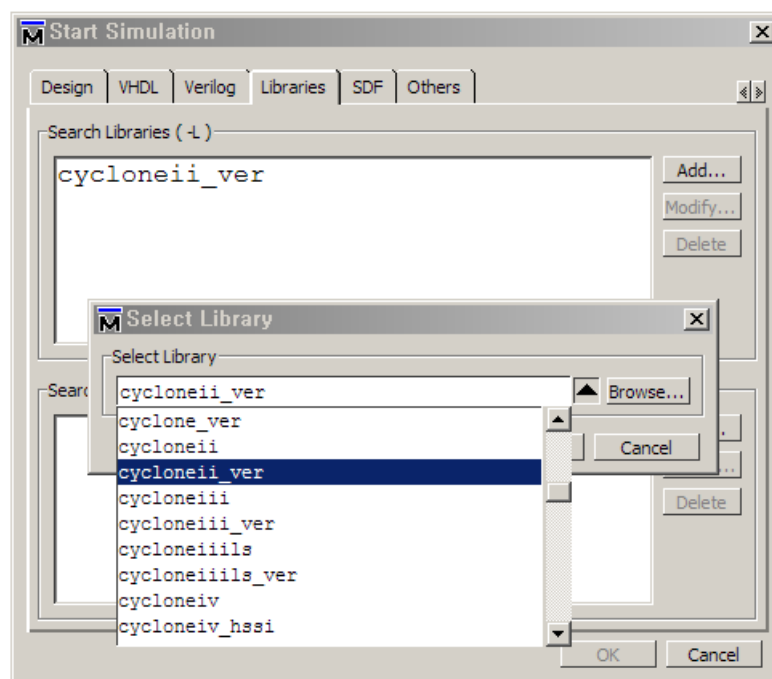 Start Simulation
Design VHDL Verilog Libraries SDF Others
Search Libraries ( -L )
cycloneii_ver
Add...
Modify...
Delete
Select Library
Select Library
cycloneii_ver
Browse...
cyclone_ver
cycloneii
cycloneii_ver
cycloneiii
cycloneiii_ver
cycloneiiils
cycloneiiils_ver
cycloneiv
cycloneiv_hssi
Cancel
Delete
OK Cancel